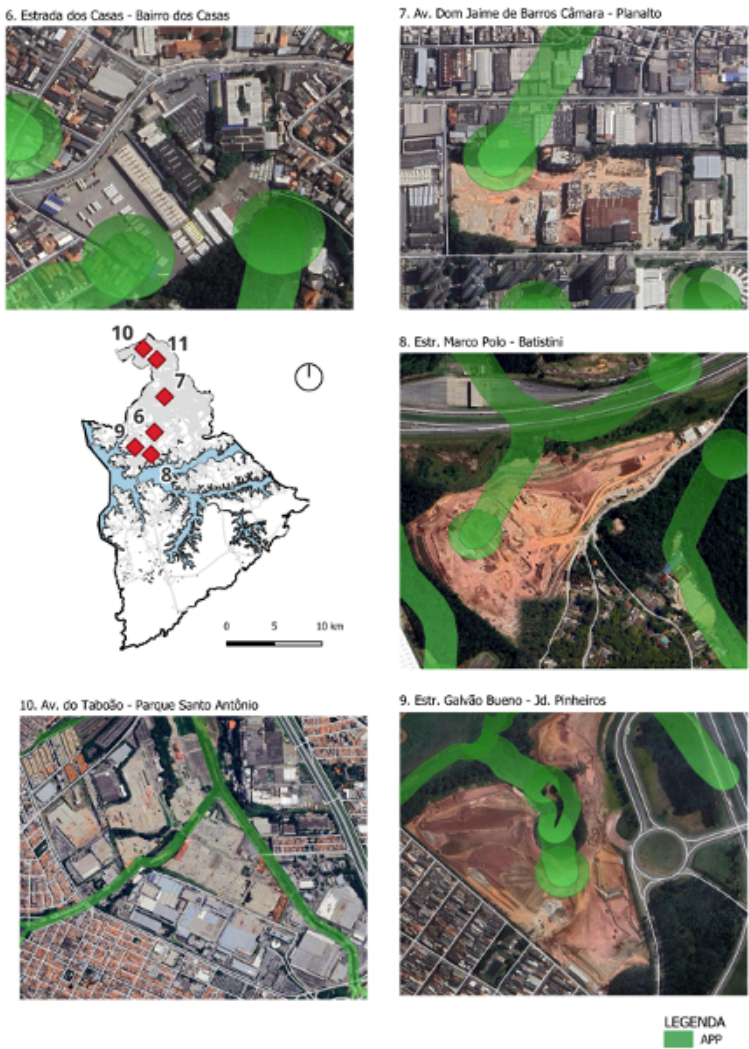 6. Estrada dos Casas - Bairro dos Casas
7. Av. Dom Jaime de Barros Câmara - Planalto
10
11
7
6
9
8
0 5 10 km
8. Estr. Marco Polo - Batistini
10. Av. do Taboão - Parque Santo Antônio
9. Estr. Galvão Bueno - Jd. Pinheiros
LEGENDA
APP